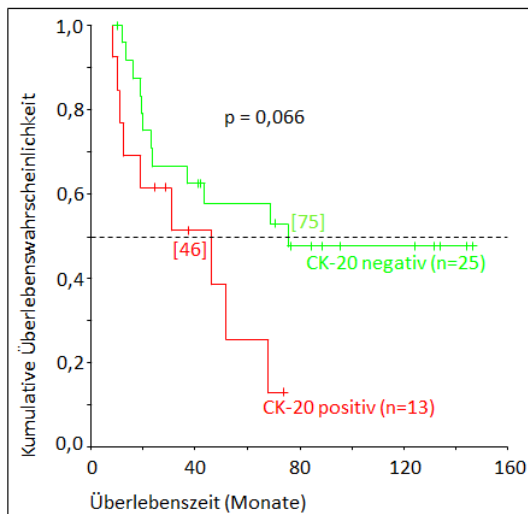 Kumulative Überlebenswahrscheinlichkeit
1,0
0,8
0,6
0,4
0,2
0,0
p = 0,066
[75]
[46]
CK-20 negativ (n=25)
CK-20 positiv (n=13)
0
40
80
120
160
Überlebenszeit (Monate)